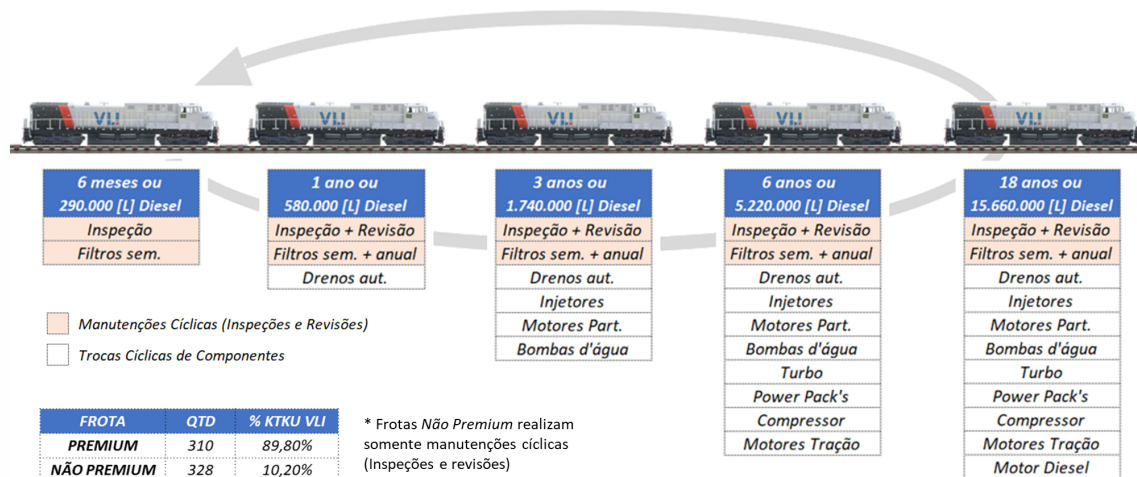 VLI
VLI
VLI
VLI
VLI
6 meses ou
290.000 [L] Diesel
Inspeção
Filtros sem.
1 ano ou
580.000 [L] Diesel
Inspeção + Revisão
Filtros sem. + anual
Drenos aut.
3 anos ou
1.740.000 [L] Diesel
Inspeção + Revisão
Filtros sem. + anual
Drenos aut.
Injetores
Motores Part.
Bombas d'água
6 anos ou
5.220.000 [L] Diesel
Inspeção + Revisão
Filtros sem. + anual
Drenos aut.
Injetores
Motores Part.
Bombas d'água
Turbo
Power Pack's
Compressor
Motores Tração
18 anos ou
15.660.000 [L] Diesel
Inspeção + Revisão
Filtros sem. + anual
Drenos aut.
Injetores
Motores Part.
Bombas d'água
Turbo
Power Pack's
Compressor
Motores Tração
Motor Diesel
Manutenções Cíclicas (Inspeções e Revisões)
Trocas Cíclicas de Componentes
FROTA QTD % KTKU VLI
PREMIUM 310 89,80%
NÃO PREMIUM 328 10,20%
* Frotas Não Premium realizam
somente manutenções cíclicas
(Inspeções e revisões)